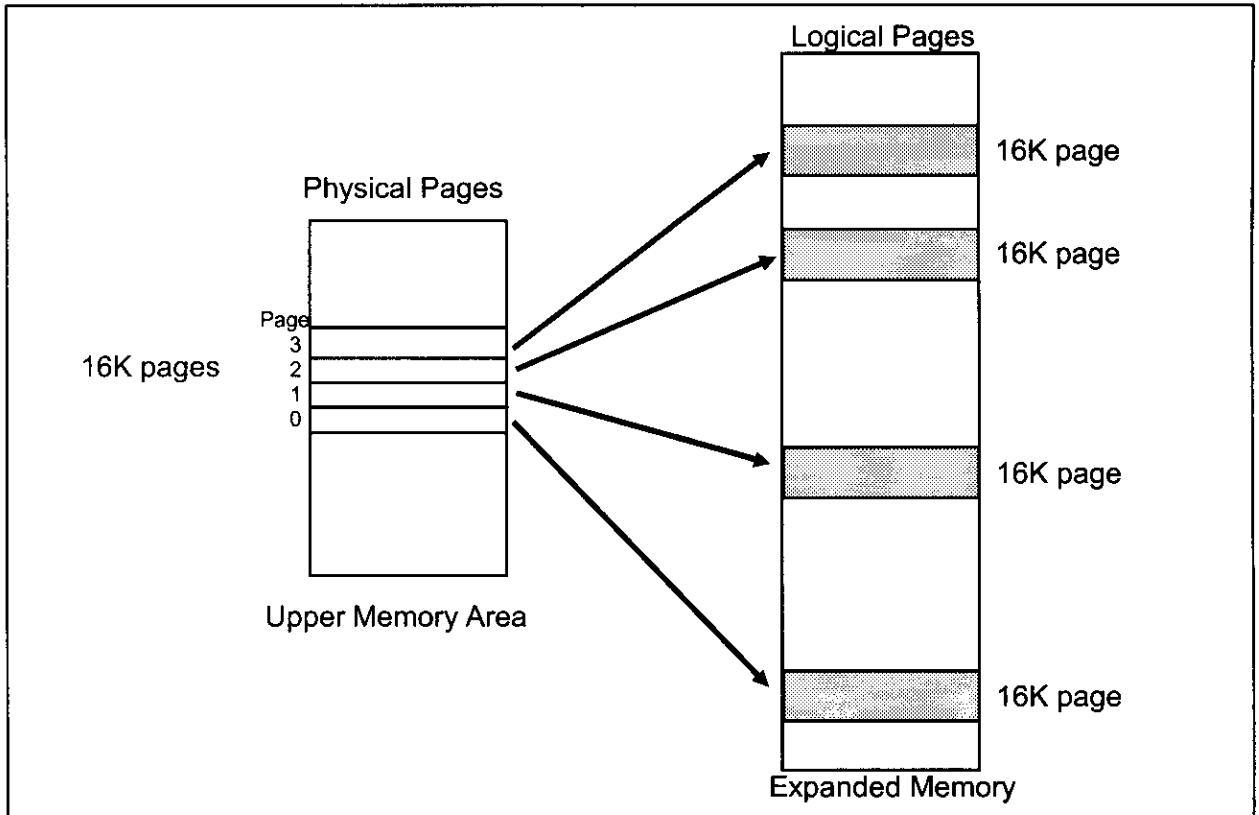 Logical Pages
16K page
Physical Pages
16K page
Page
3
16K pages
2
1
0
16K page
Upper Memory Area
16K page
Expanded Memory